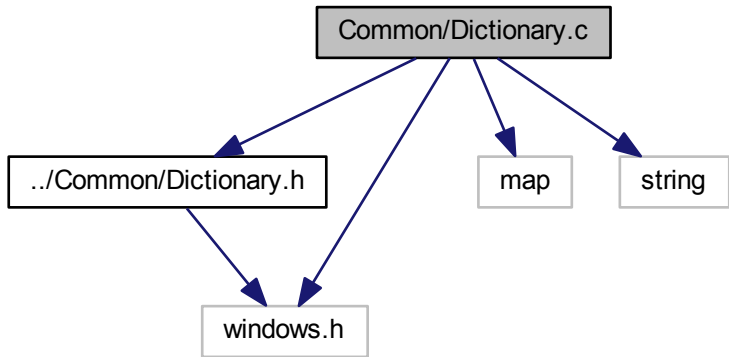 Common/Dictionary.c
../Common/Dictionary.h
map
string
windows.h